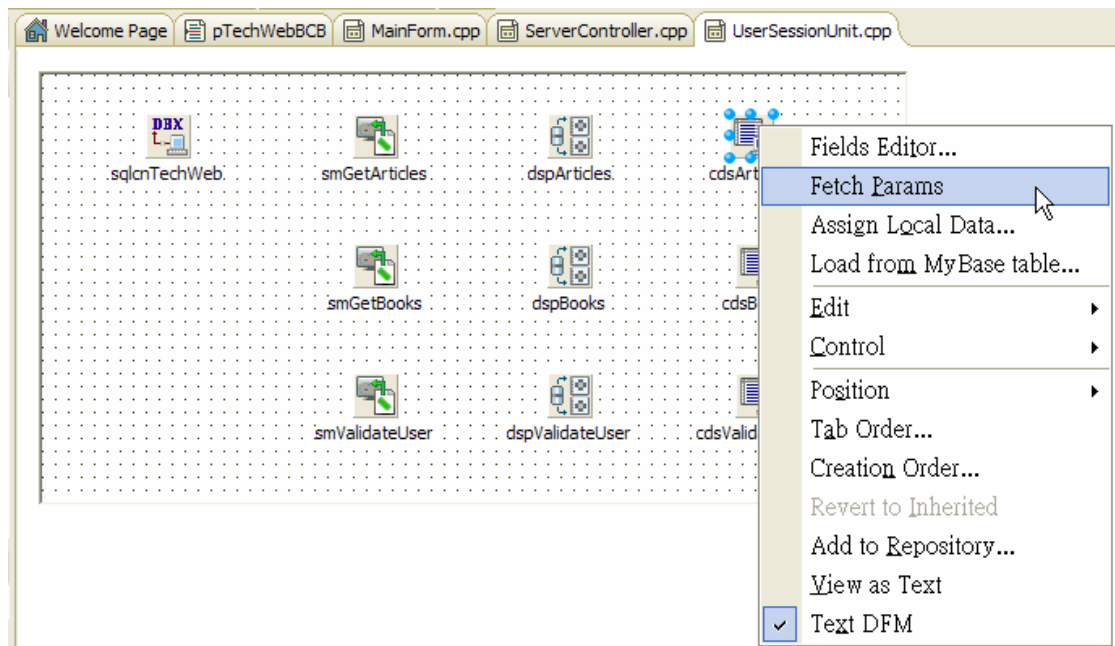 Welcome Page pTechWebBCB MainForm.cpp ServerController.cpp UserSessionUnit.cpp
DBX
sqlcnTechWeb smGetArticles dspArticles cdsArt
smGetBooks dspBooks cdsB
smValidateUser dspValidateUser cdsValid
Fields Editor...
Fetch Params
Assign Local Data...
Load from MyBase table...
Edit
Control
Position
Tab Order...
Creation Order...
Revert to Inherited
Add to Repository...
View as Text
Text DFM